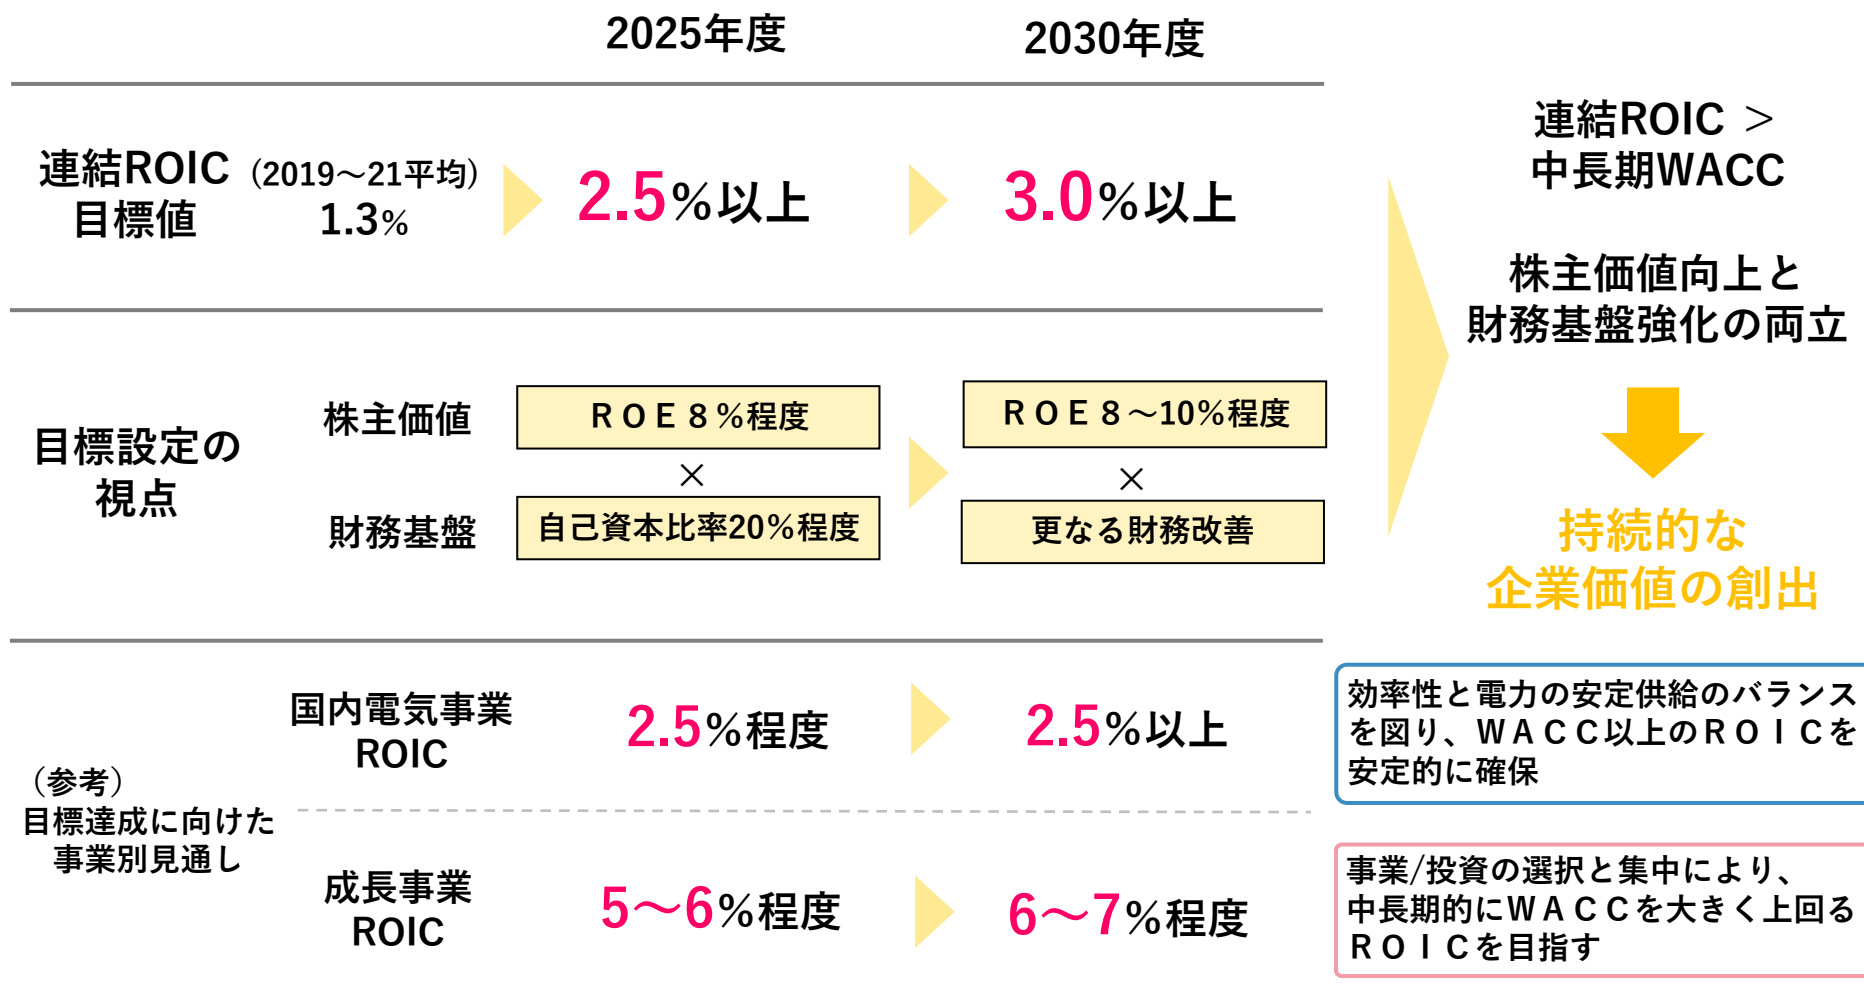 2025年度
2030年度
連結ROIC
目標値
（2019～21平均）
1.3%
2.5%以上
3.0%以上
目標設定の
視点
株主価値
ＲＯＥ８%程度
ＲＯＥ８～10%程度
×
×
財務基盤
自己資本比率20%程度
更なる財務改善
連結ROIC ＞
中長期WACC
株主価値向上と
財務基盤強化の両立
持続的な
企業価値の創出
（参考）
目標達成に向けた
事業別見通し
国内電気事業
ROIC
2.5%程度
2.5%以上
効率性と電力の安定供給のバランス
を図り、ＷＡＣＣ以上のＲＯＩＣを
安定的に確保
成長事業
ROIC
5～6%程度
6～7%程度
事業/投資の選択と集中により、
中長期的にＷＡＣＣを大きく上回る
ＲＯＩＣを目指す